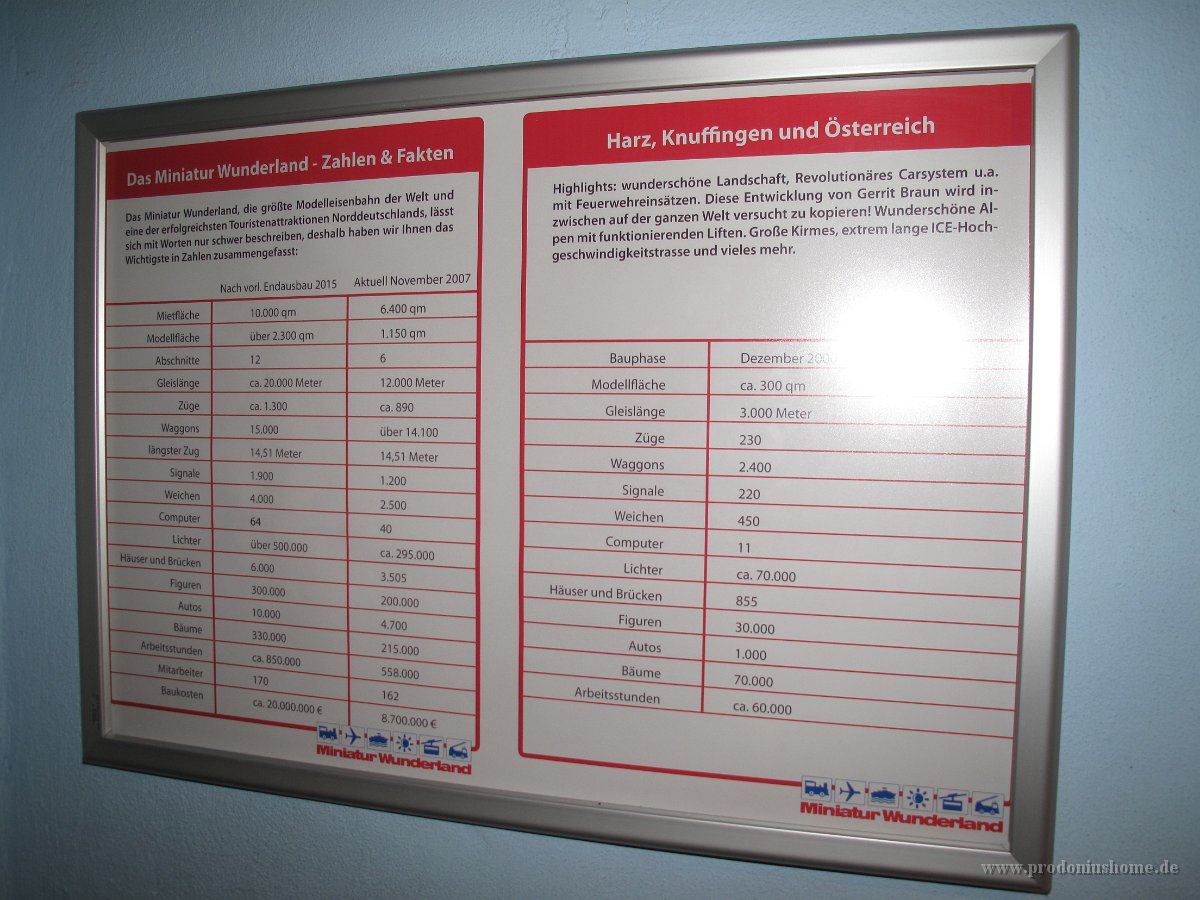 Das Miniatur Wunderland - Zahlen & Fakten
Das Miniatur Wunderland, die größte Modelleisenbahn der Welt und
eine der erfolgreichsten Touristenattraktionen Norddeutschlands, lässt
sich mit Worten nur schwer beschreiben, deshalb haben wir Ihnen das
Wichtigste in Zahlen zusammengefasst:
Nach vorl. Endausbau 2015 Aktuell November 2007
Mietfläche 10.000 qm 6.400 qm
Modellfläche über 2.300 qm 1.150 qm
Abschnitte 12 6
Gleislänge ca. 20.000 Meter 12.000 Meter
Züge ca. 1.300 ca. 890
Waggons 15.000 über 14.100
längster Zug 14,51 Meter 14,51 Meter
Signale 1.900 1.200
Weichen 4.000 2.500
Computer 64 40
Lichter über 500.000 ca. 295.000
Häuser und Brücken 6.000 3.505
Figuren 300.000 200.000
Autos 10.000 4.700
Bäume 330.000 215.000
Arbeitsstunden ca. 850.000 558.000
Mitarbeiter 170 162
Baukosten ca. 20.000.000 € 8.700.000 €
Miniatur Wunderland
Harz, Knuffingen und Österreich
Highlights: wunderschöne Landschaft, Revolutionäres Carsystem u.a.
mit Feuerwehreinsätzen. Diese Entwicklung von Gerrit Braun wird in-
zwischen auf der ganzen Welt versucht zu kopieren! Wunderschöne Al-
pen mit funktionierenden Liften. Große Kirmes, extrem lange ICE-Hoch-
geschwindigkeitstrasse und vieles mehr.
Bauphase Dezember
Modellfläche ca. 300 qm
Gleislänge 3.000 Meter
Züge 230
Waggons 2.400
Signale 220
Weichen 450
Computer 11
Lichter ca. 70.000
Häuser und Brücken 855
Figuren 30.000
Autos 1.000
Bäume 70.000
Arbeitsstunden ca. 60.000
Miniatur Wunderland
www.prodoniushome.de